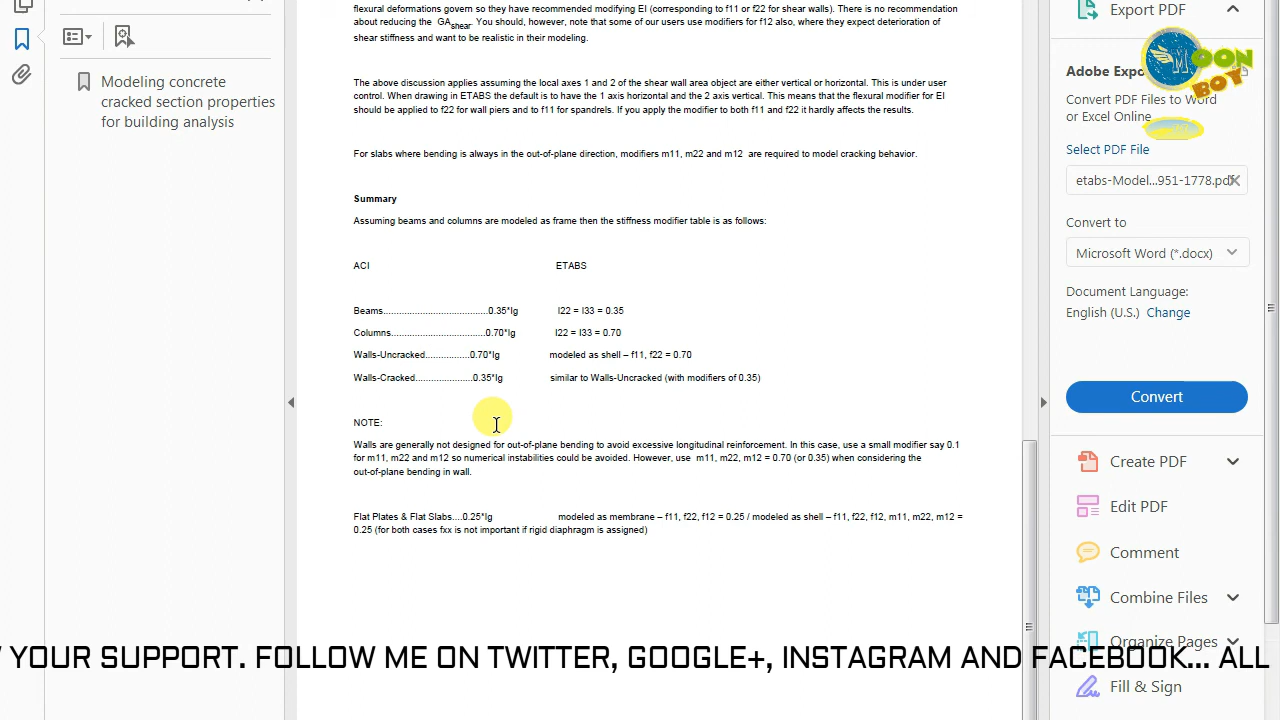 flexural deformations govern so they have recommended modifying EI (corresponding to f11 or f22 for shear walls). There is no recommendation
about reducing the GAshear. You should, however, note that some of our users use modifiers for f12 also, where they expect deterioration of
shear stiffness and want to be realistic in their modeling.
The above discussion applies assuming the local axes 1 and 2 of the shear wall area object are either vertical or horizontal. This is under user
control. When drawing in ETABS the default is to have the 1 axis horizontal and the 2 axis vertical. This means that the flexural modifier for EI
should be applied to f22 for wall piers and to f11 for spandrels. If you apply the modifier to both f11 and f22 it hardly affects the results.
For slabs where bending is always in the out-of-plane direction, modifiers m11, m22 and m12 are required to model cracking behavior.
Summary
Assuming beams and columns are modeled as frame then the stiffness modifier table is as follows:
ACI ETABS
Beams.......................................0.35*Ig I22 = I33 = 0.35
Columns..................................0.70*Ig I22 = I33 = 0.70
Walls-Uncracked.................0.70*Ig modeled as shell – f11, f22 = 0.70
Walls-Cracked......................0.35*Ig similar to Walls-Uncracked (with modifiers of 0.35)
NOTE:
Walls are generally not designed for out-of-plane bending to avoid excessive longitudinal reinforcement. In this case, use a small modifier say 0.1
for m11, m22 and m12 so numerical instabilities could be avoided. However, use m11, m22, m12 = 0.70 (or 0.35) when considering the
out-of-plane bending in wall.
Flat Plates & Flat Slabs....0.25*Ig modeled as membrane – f11, f22, f12 = 0.25 / modeled as shell – f11, f22, f12, m11, m22, m12 =
0.25 (for both cases fxx is not important if rigid diaphragm is assigned)
Modeling concrete
cracked section properties
for building analysis
Export PDF
MOON
BOY
Adobe Expo
Convert PDF Files to Word
or Excel Online
Select PDF File
etabs-Model...951-1778.pdf
Convert to
Microsoft Word (*.docx)
Document Language:
English (U.S.) Change
Convert
Create PDF
Edit PDF
Comment
Combine Files
Organize Pages
Fill & Sign
YOUR SUPPORT. FOLLOW ME ON TWITTER, GOOGLE+, INSTAGRAM AND FACEBOOK... ALL